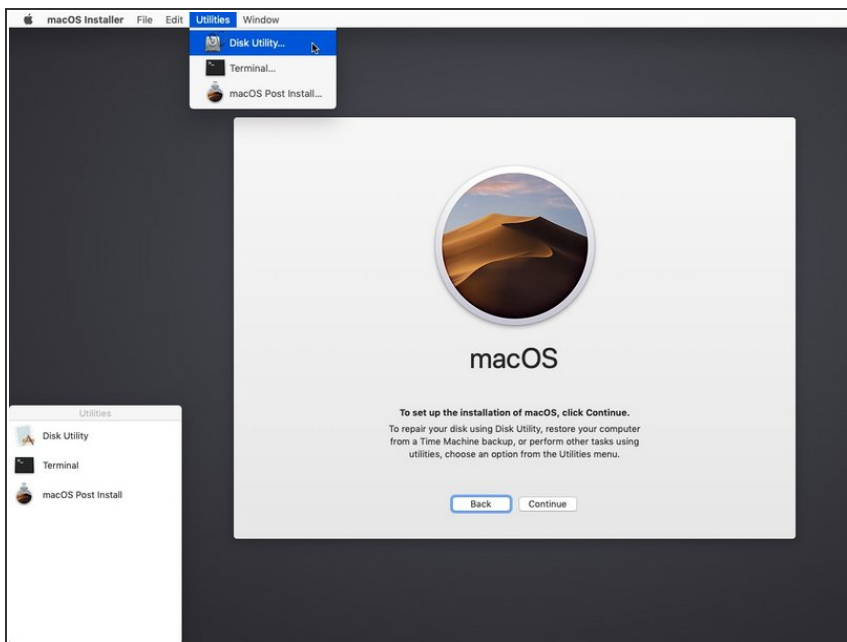 macOS Installer File Edit Utilities Window
Disk Utility...
Terminal...
macOS Post Install...
macOS
To set up the installation of macOS, click Continue.
To repair your disk using Disk Utility, restore your computer
from a Time Machine backup, or perform other tasks using
utilities, choose an option from the Utilities menu.
Back Continue
Utilities
Disk Utility
Terminal
macOS Post Install